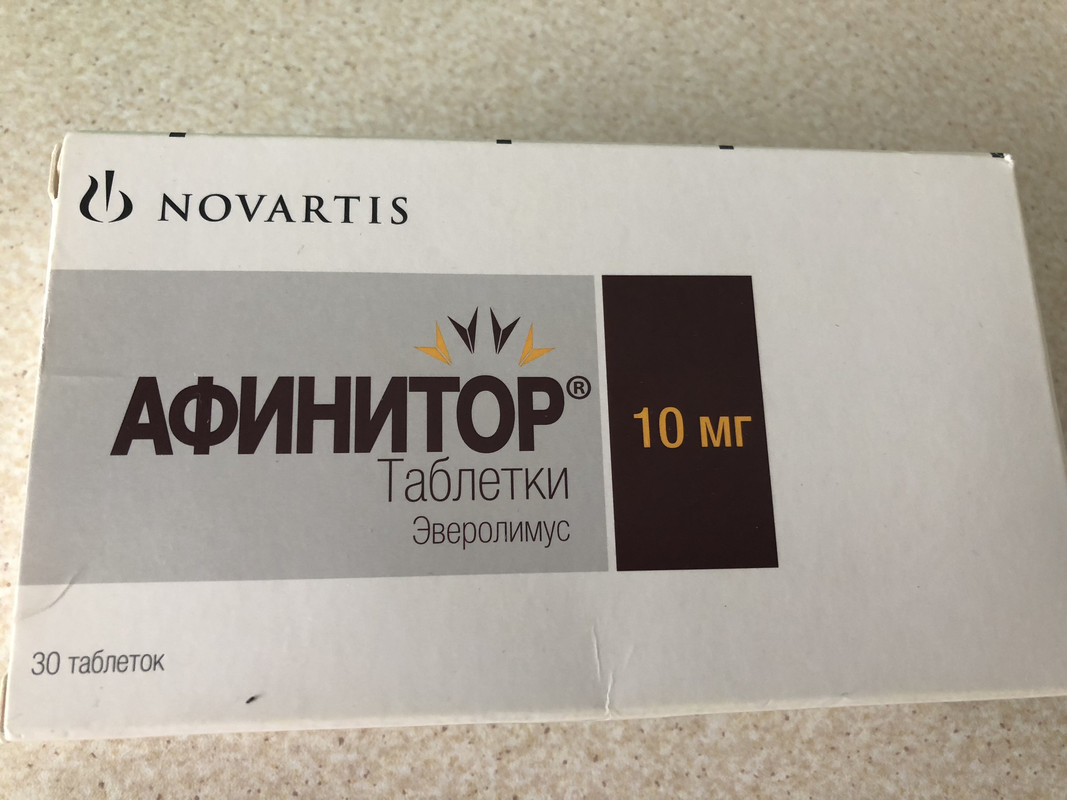 NOVARTIS
АФИНИТОР®
10 мг
Таблетки
Эверолимус
30 таблеток